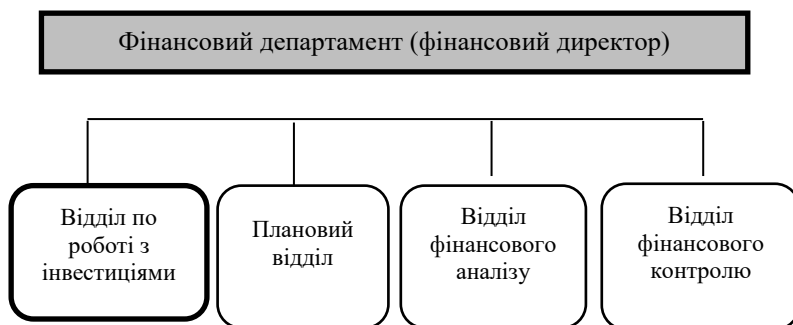 Фінансовий департамент (фінансовий директор)
Відділ по
роботі з
інвестиціями
Плановий
відділ
Відділ
фінансового
аналізу
Відділ
фінансового
контролю